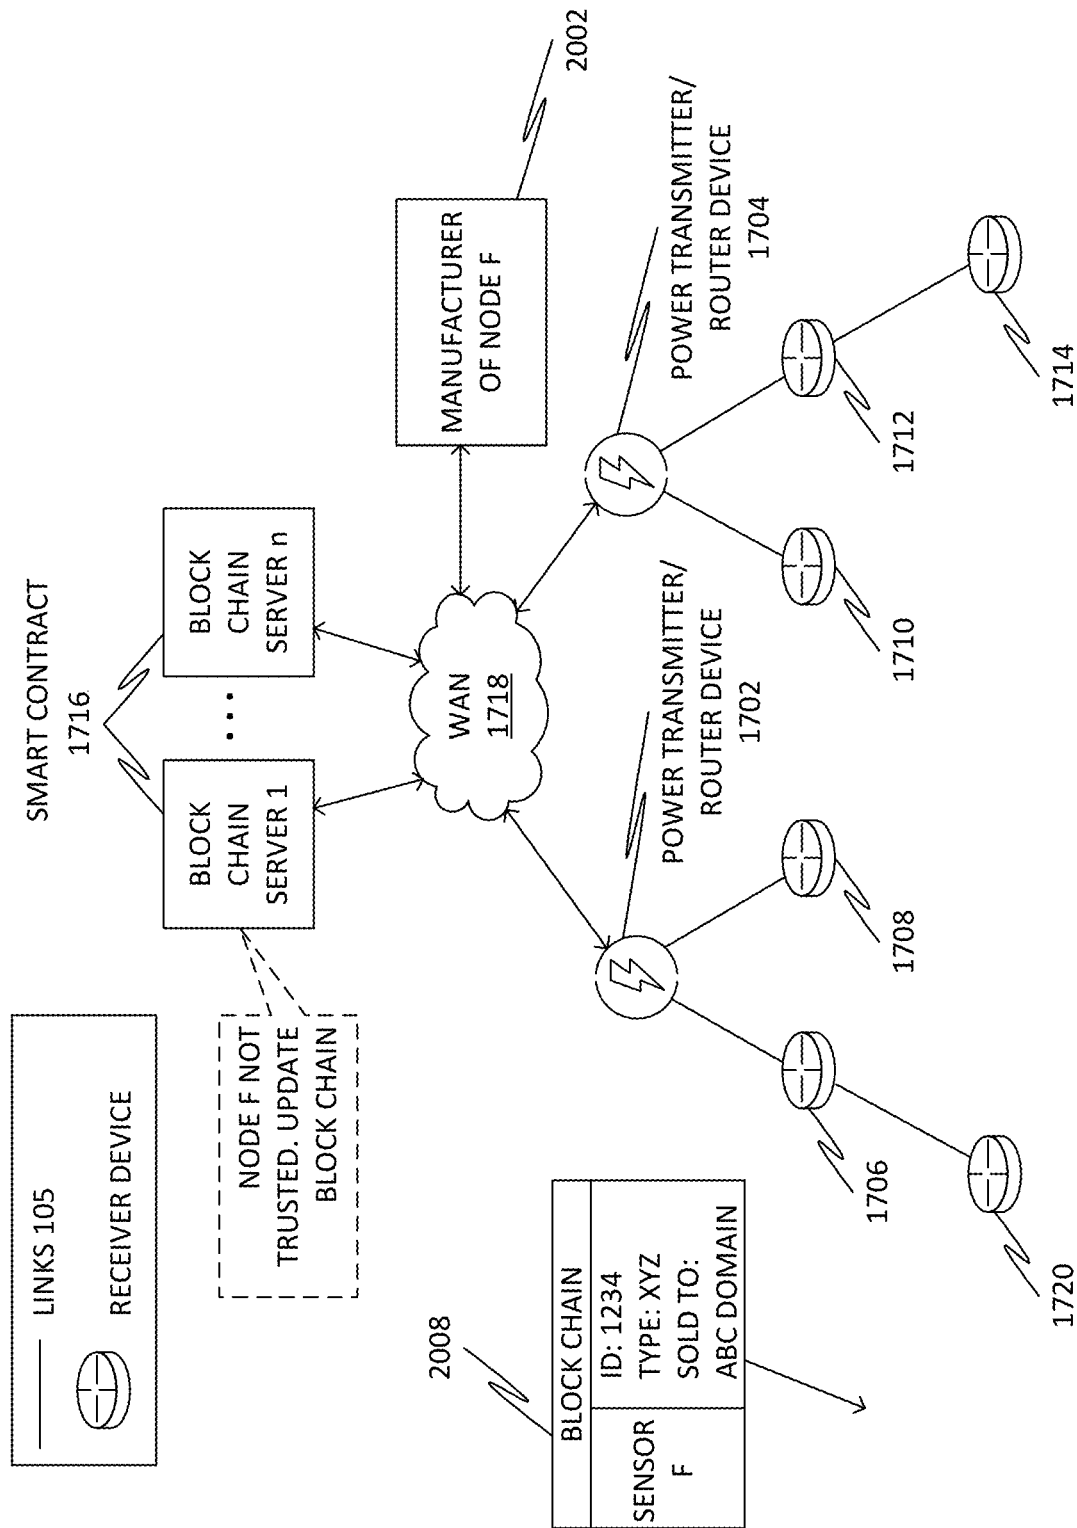 LINKS 105
RECEIVER DEVICE
SMART CONTRACT
1716
BLOCK
CHAIN
SERVER 1
BLOCK
CHAIN
SERVER n
NODE F NOT
TRUSTED. UPDATE
BLOCK CHAIN
MANUFACTURER
OF NODE F
2002
WAN
1718
2008
BLOCK CHAIN
SENSOR
F
ID: 1234
TYPE: XYZ
SOLD TO:
ABC DOMAIN
POWER TRANSMITTER/
ROUTER DEVICE
1702
POWER TRANSMITTER/
ROUTER DEVICE
1704
1706
1708
1710
1712
1720
1714